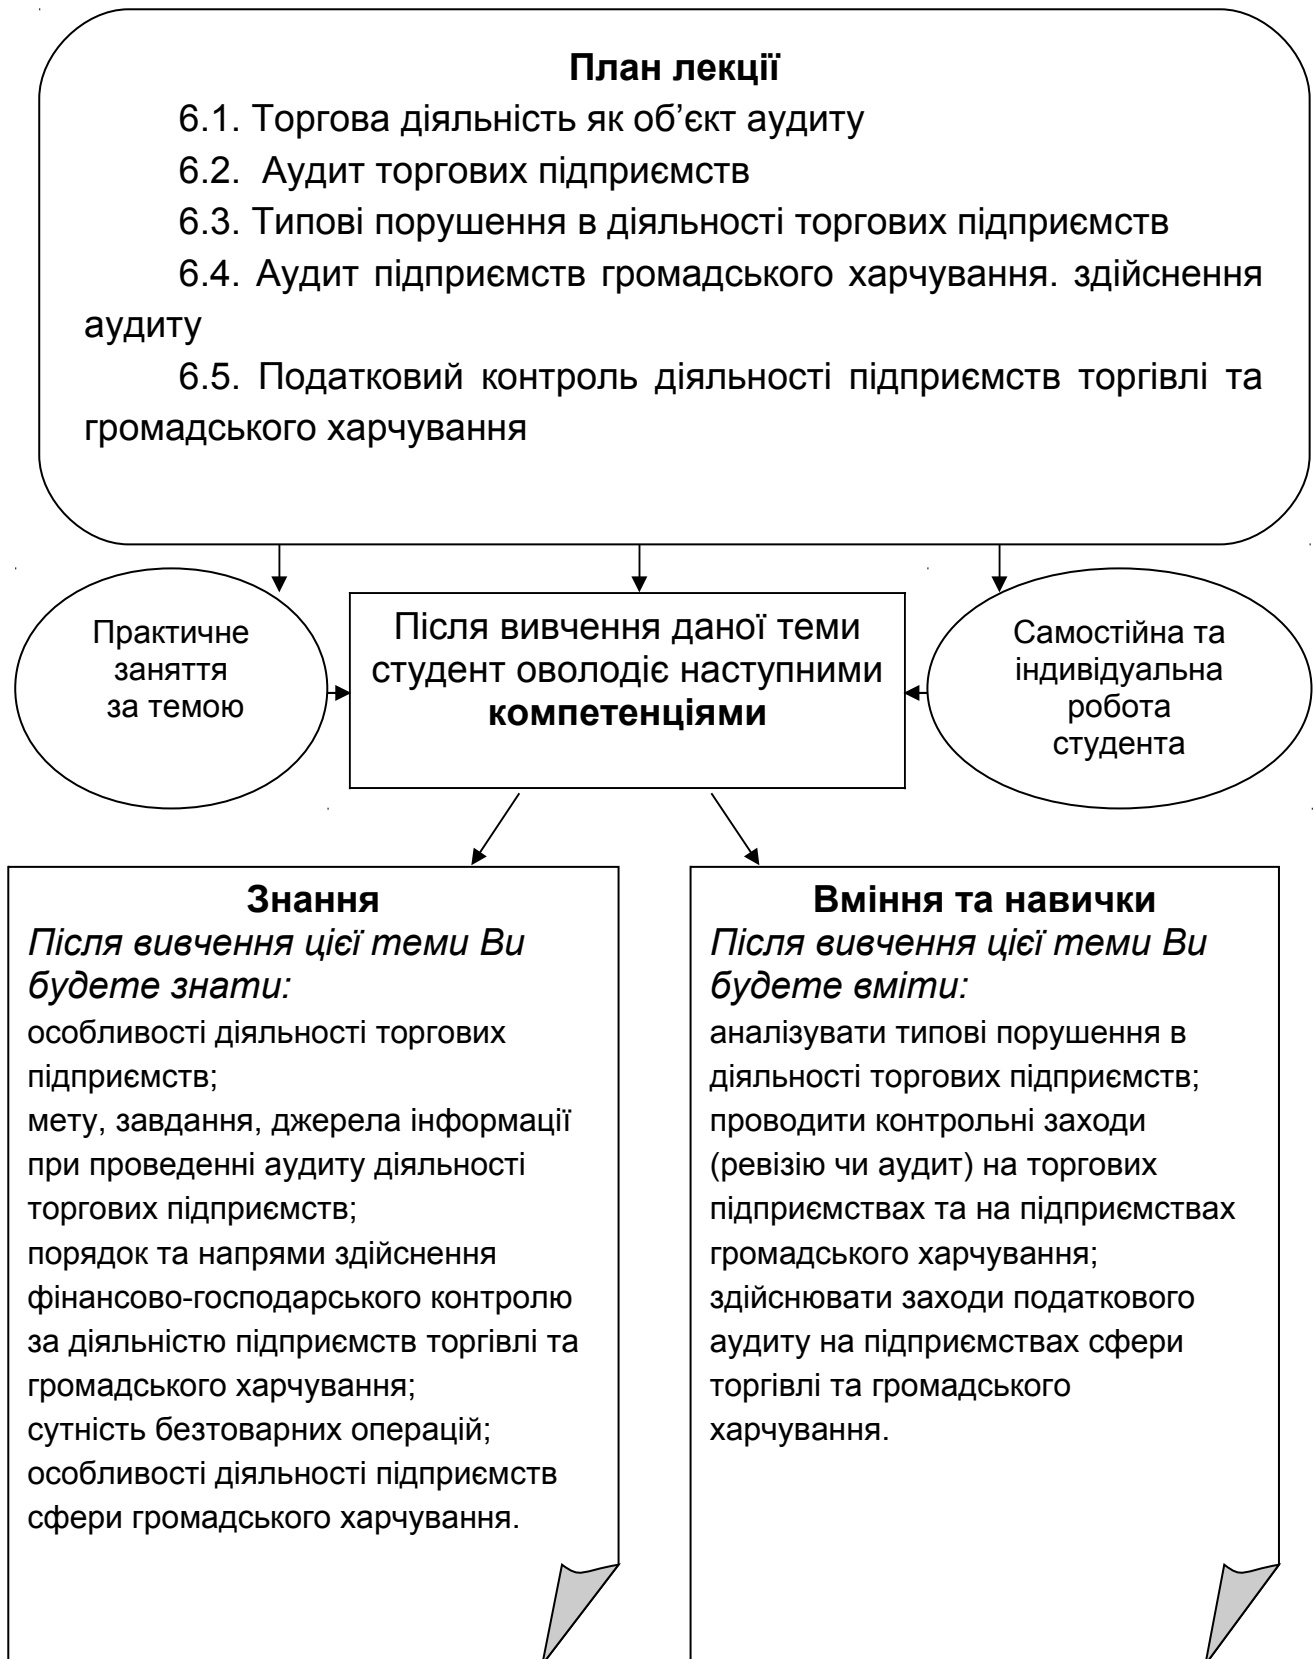 План лекції
6.1. Торгова діяльність як об’єкт аудиту
6.2. Аудит торгових підприємств
6.3. Типові порушення в діяльності торгових підприємств
6.4. Аудит підприємств громадського харчування. здійснення
аудиту
6.5. Податковий контроль діяльності підприємств торгівлі та
громадського харчування
Практичне
заняття
за темою
Після вивчення даної теми
студент оволодіє наступними
компетенціями
Самостійна та
індивідуальна
робота
студента
Знання
Після вивчення цієї теми Ви
будете знати:
особливості діяльності торгових
підприємств;
мету, завдання, джерела інформації
при проведенні аудиту діяльності
торгових підприємств;
порядок та напрями здійснення
фінансово-господарського контролю
за діяльністю підприємств торгівлі та
громадського харчування;
сутність безтоварних операцій;
особливості діяльності підприємств
сфери громадського харчування.
Вміння та навички
Після вивчення цієї теми Ви
будете вміти:
аналізувати типові порушення в
діяльності торгових підприємств;
проводити контрольні заходи
(ревізію чи аудит) на торгових
підприємствах та на підприємствах
громадського харчування;
здійснювати заходи податкового
аудиту на підприємствах сфери
торгівлі та громадського
харчування.